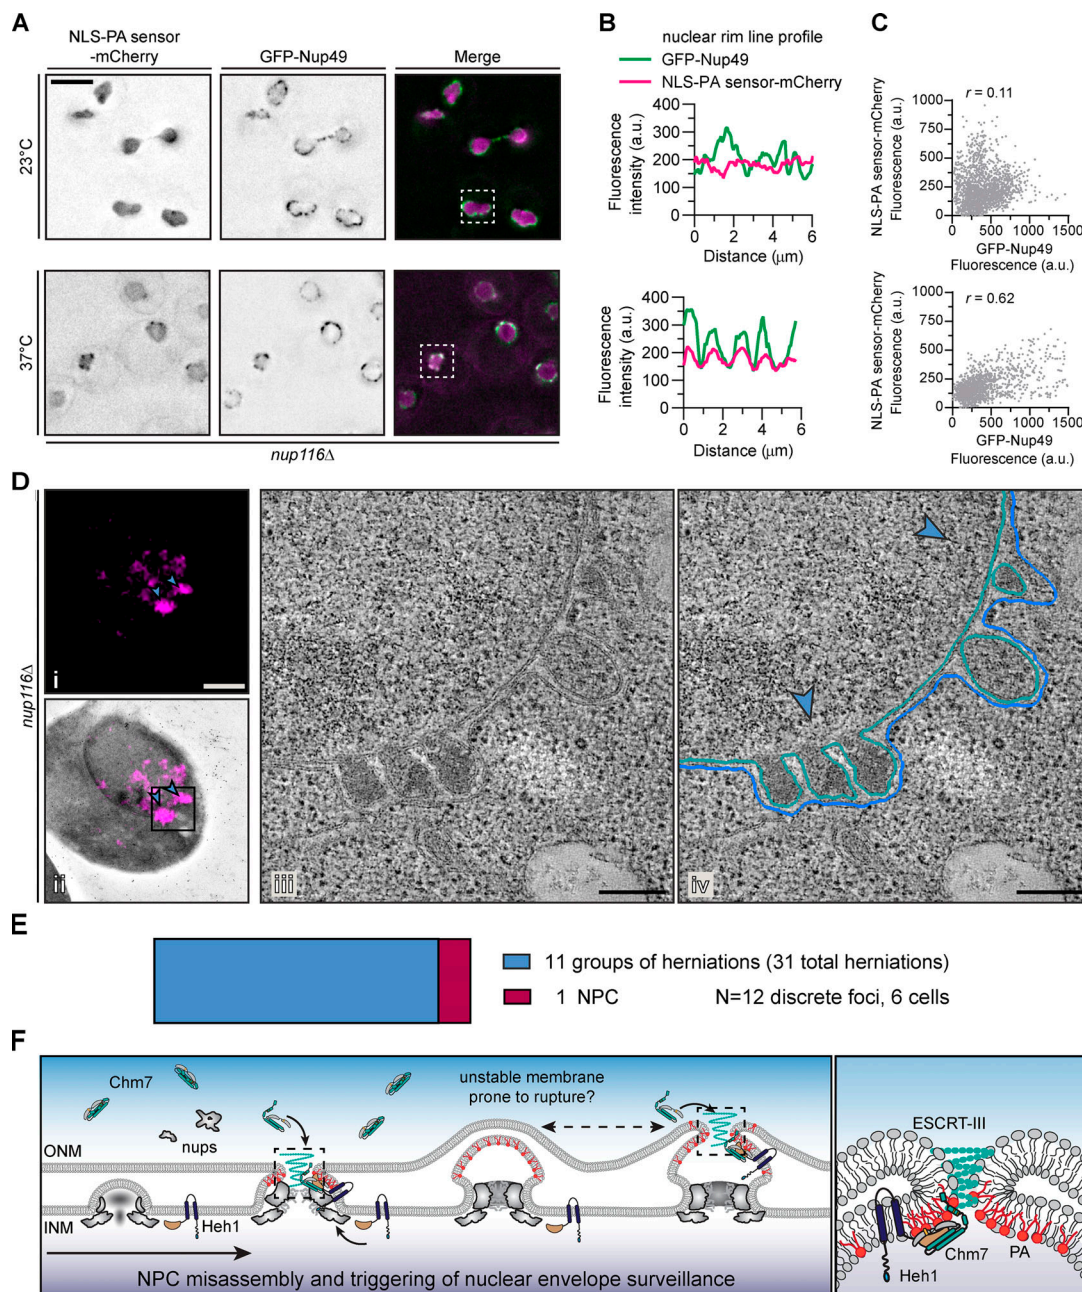 A
NLS-PA sensor
-mCherry
GFP-Nup49
Merge
23°C
37°C
nup116Δ
B
nuclear rim line profile
GFP-Nup49
NLS-PA sensor-mCherry
Fluorescence
intensity (a.u.)
400
300
200
100
0
0 2 4 6
Distance (μm)
Fluorescence
intensity (a.u.)
400
300
200
100
0
0 2 4 6
Distance (μm)
C
NLS-PA sensor-mCherry
Fluorescence (a.u.)
r = 0.11
1000
750
500
250
0
0 500 1000 1500
GFP-Nup49
Fluorescence (a.u.)
NLS-PA sensor-mCherry
Fluorescence (a.u.)
r = 0.62
1000
750
500
250
0
0 500 1000 1500
GFP-Nup49
Fluorescence (a.u.)
D
nup116Δ
i
ii
iii
iv
E
11 groups of herniations (31 total herniations)
1 NPC N=12 discrete foci, 6 cells
F
Chm7
nups
ONM
INM
Heh1
unstable membrane
prone to rupture?
NPC misassembly and triggering of nuclear envelope surveillance
ESCRT-III
Chm7
PA
Heh1